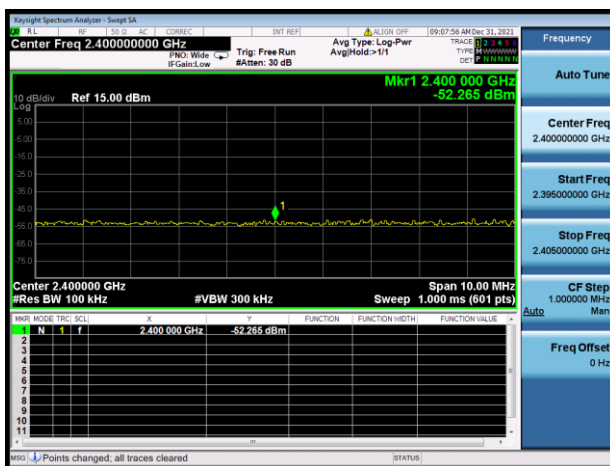 Keysight Spectrum Analyzer - Swept SA
RL RF 50 Ω AC CORREC INT REF ALIGN OFF 09:07:56 AM Dec 31, 2021
Center Freq 2.400000000 GHz
PNO: Wide
IFGain:Low
Trig: Free Run
#Atten: 30 dB
Avg Type: Log-Pwr
Avg|Hold:>1/1
TRACE 1 2 3 4 5 6
TYPE M W W W W W
DET P N N N N N
Mkr1 2.400 000 GHz
-52.265 dBm
10 dB/div Ref 15.00 dBm
Log
5.00
-5.00
-15.0
-25.0
-35.0
-45.0
-55.0
-65.0
-75.0
1
Center 2.400000 GHz Span 10.00 MHz
#Res BW 100 kHz #VBW 300 kHz Sweep 1.000 ms (601 pts)
MKR MODE TRC SCL X Y FUNCTION FUNCTION WIDTH FUNCTION VALUE
1 N 1 f 2.400 000 GHz -52.265 dBm
2
3
4
5
6
7
8
9
10
11
MSG Points changed; all traces cleared STATUS
Frequency
Auto Tune
Center Freq
2.400000000 GHz
Start Freq
2.395000000 GHz
Stop Freq
2.405000000 GHz
CF Step
1.000000 MHz
Auto Man
Freq Offset
0 Hz